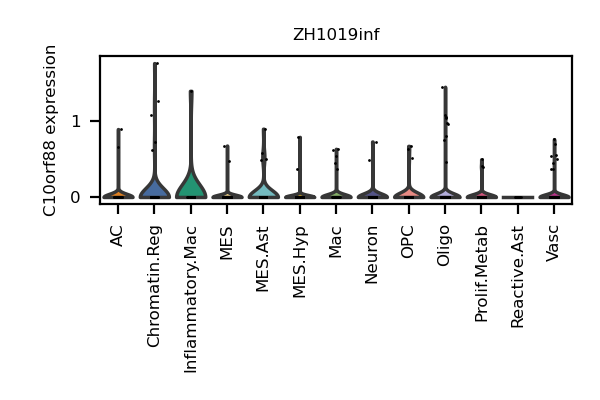 ZH1019inf
C10orf88 expression
1
0
AC
Chromatin.Reg
Inflammatory.Mac
MES
MES.Ast
MES.Hyp
Mac
Neuron
OPC
Oligo
Prolif.Metab
Reactive.Ast
Vasc